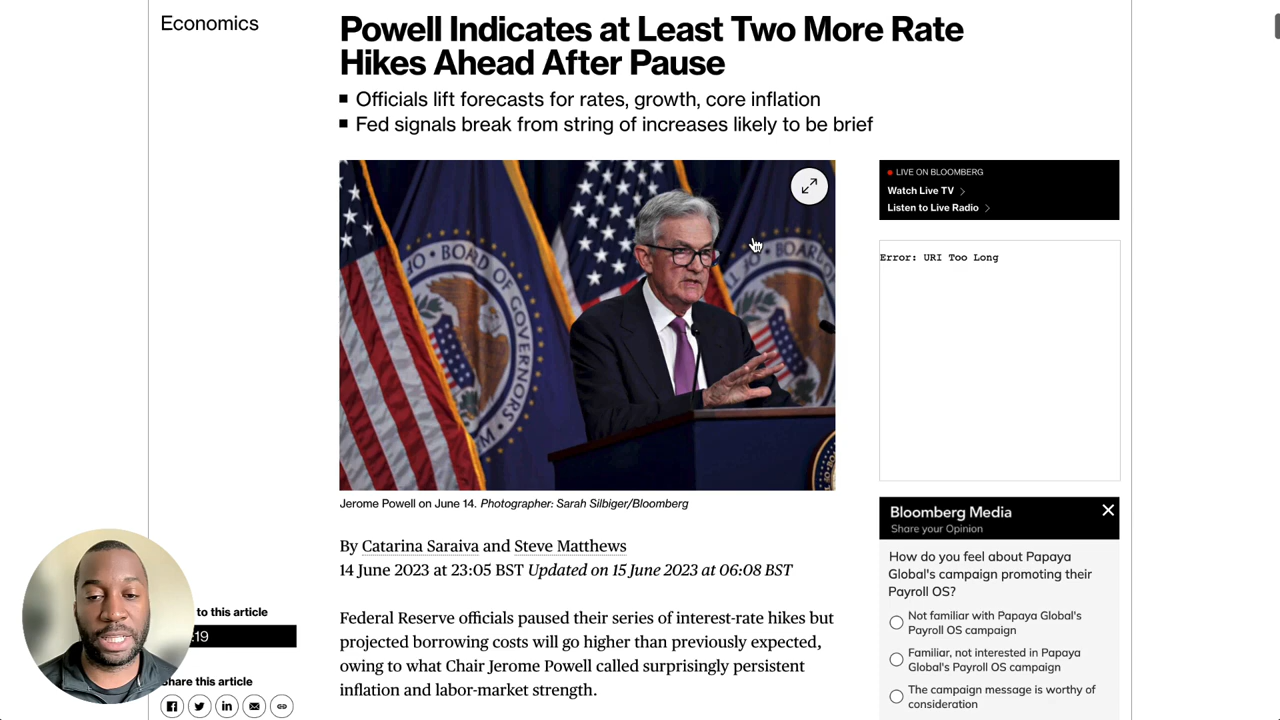 Economics
Powell Indicates at Least Two More Rate
Hikes Ahead After Pause
Officials lift forecasts for rates, growth, core inflation
Fed signals break from string of increases likely to be brief
BOARD OF GOVERNORS
BOARD OF
LIVE ON BLOOMBERG
Watch Live TV
Listen to Live Radio
Error: URI Too Long
Jerome Powell on June 14. Photographer: Sarah Silbiger/Bloomberg
By Catarina Saraiva and Steve Matthews
14 June 2023 at 23:05 BST Updated on 15 June 2023 at 06:08 BST
Federal Reserve officials paused their series of interest-rate hikes but
projected borrowing costs will go higher than previously expected,
owing to what Chair Jerome Powell called surprisingly persistent
inflation and labor-market strength.
to this article
:19
Share this article
Bloomberg Media
Share your Opinion
How do you feel about Papaya
Global's campaign promoting their
Payroll OS?
Not familiar with Papaya Global's
Payroll OS campaign
Familiar, not interested in Papaya
Global's Payroll OS campaign
The campaign message is worthy of
consideration